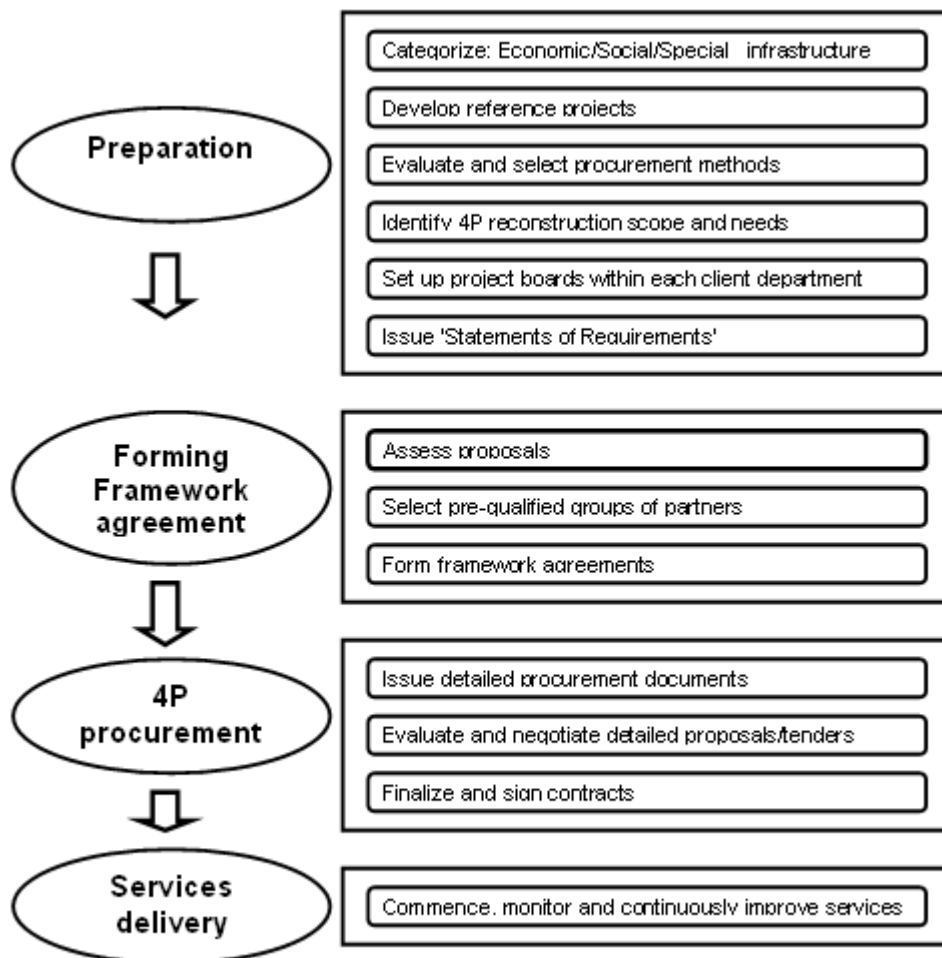 Preparation
Categorize: Economic/Social/Special infrastructure
Develop reference projects
Evaluate and select procurement methods
Identify 4P reconstruction scope and needs
Set up project boards within each client department
Issue 'Statements of Requirements'
Forming
Framework
agreement
Assess proposals
Select pre-qualified groups of partners
Form framework agreements
4P
procurement
Issue detailed procurement documents
Evaluate and negotiate detailed proposals/tenders
Finalize and sign contracts
Services
delivery
Commence, monitor and continuously improve services